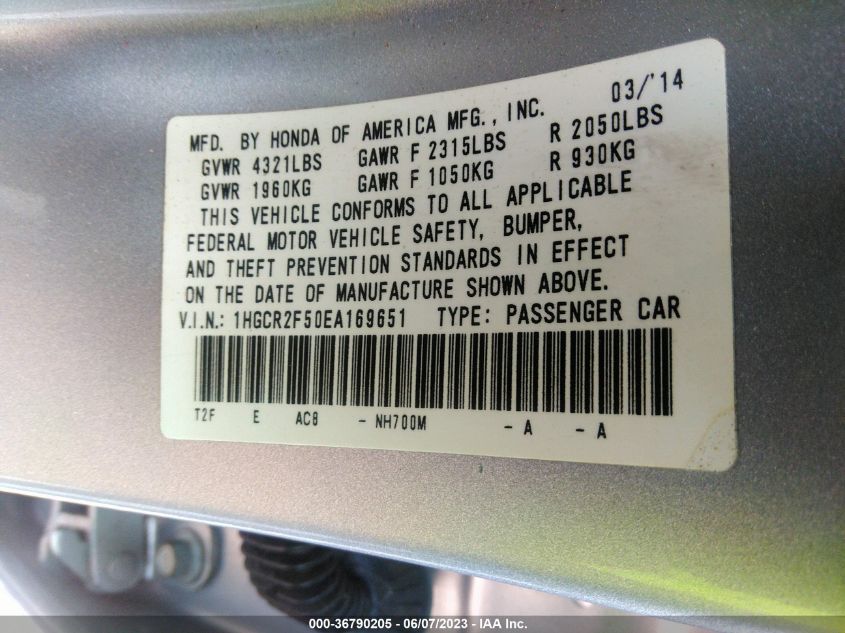 03/'14
MFD. BY HONDA OF AMERICA MFG., INC.
GVWR 4321LBS GAWR F 2315LBS R 2050LBS
GVWR 1960KG GAWR F 1050KG R 930KG
THIS VEHICLE CONFORMS TO ALL APPLICABLE
FEDERAL MOTOR VEHICLE SAFETY, BUMPER,
AND THEFT PREVENTION STANDARDS IN EFFECT
ON THE DATE OF MANUFACTURE SHOWN ABOVE.
V.I.N.: 1HGCR2F50EA169651 TYPE: PASSENGER CAR
T2F E AC8 - NH700M - A - A
000-36790205 - 06/07/2023 - IAA Inc.